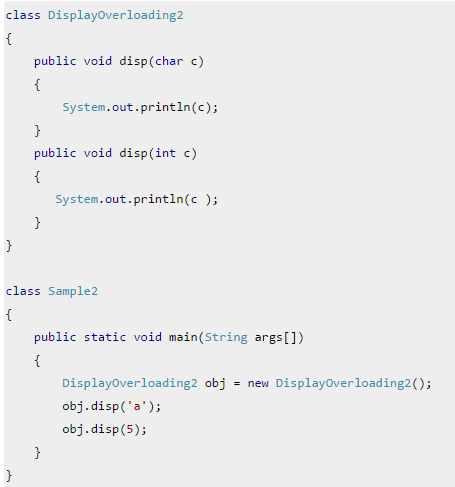 class DisplayOverloading2
{
    public void disp(char c)
    {
        System.out.println(c);
    }
    public void disp(int c)
    {
       System.out.println(c );
    }
}

class Sample2
{
    public static void main(String args[])
    {
        DisplayOverloading2 obj = new DisplayOverloading2();
        obj.disp('a');
        obj.disp(5);
    }
}